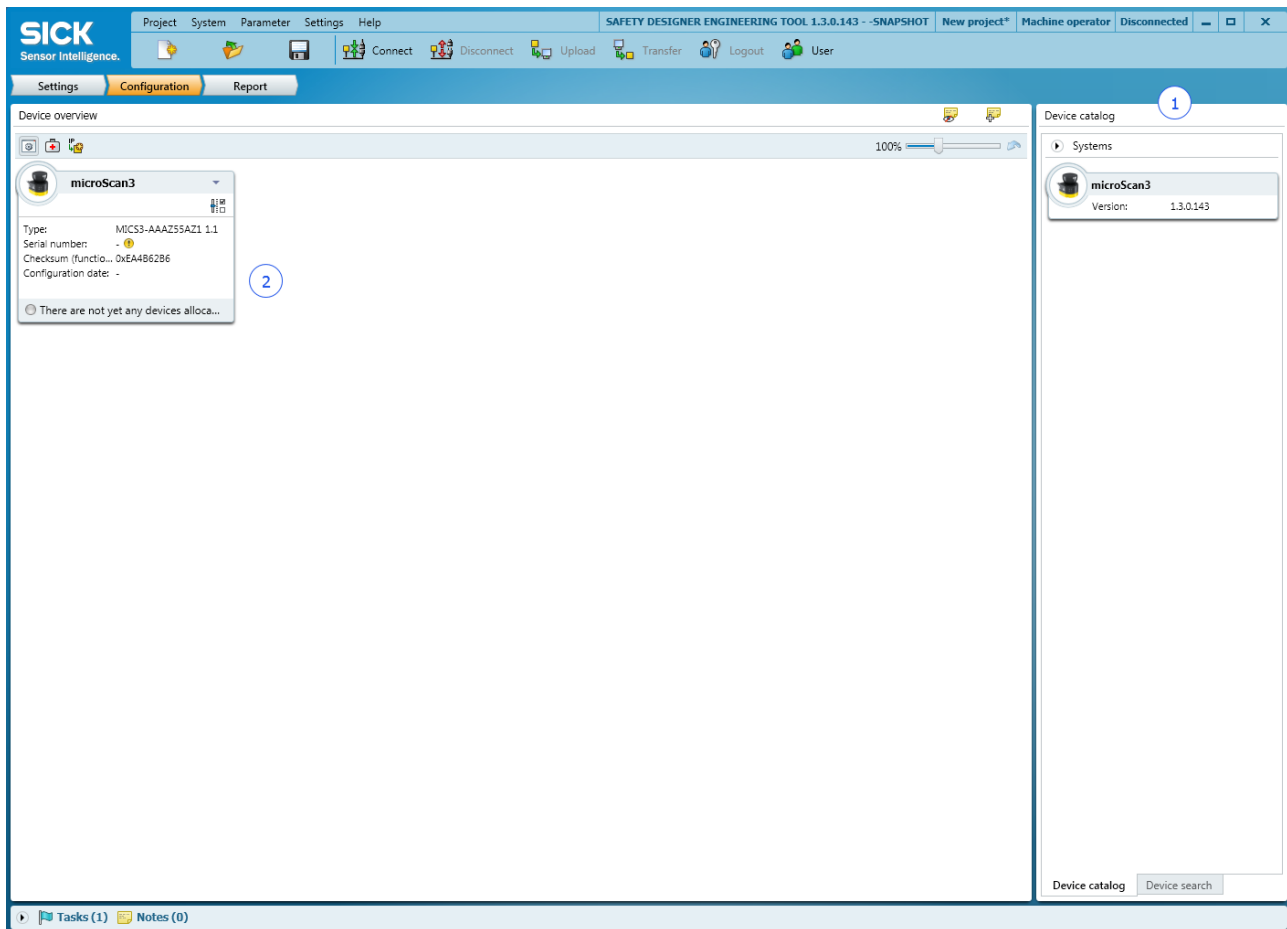 SICK
Sensor Intelligence.
Project System Parameter Settings Help
SAFETY DESIGNER ENGINEERING TOOL 1.3.0.143 - -SNAPSHOT New project* Machine operator Disconnected
Connect Disconnect Upload Transfer Logout User
Settings Configuration Report
Device overview
100%
microScan3
Type: MICS3-AAAZ55AZ1 1.1
Serial number: -
Checksum (functio... 0xEA4B62B6
Configuration date: -
There are not yet any devices alloca...
2
Device catalog
1
Systems
microScan3
Version: 1.3.0.143
Device catalog Device search
Tasks (1) Notes (0)